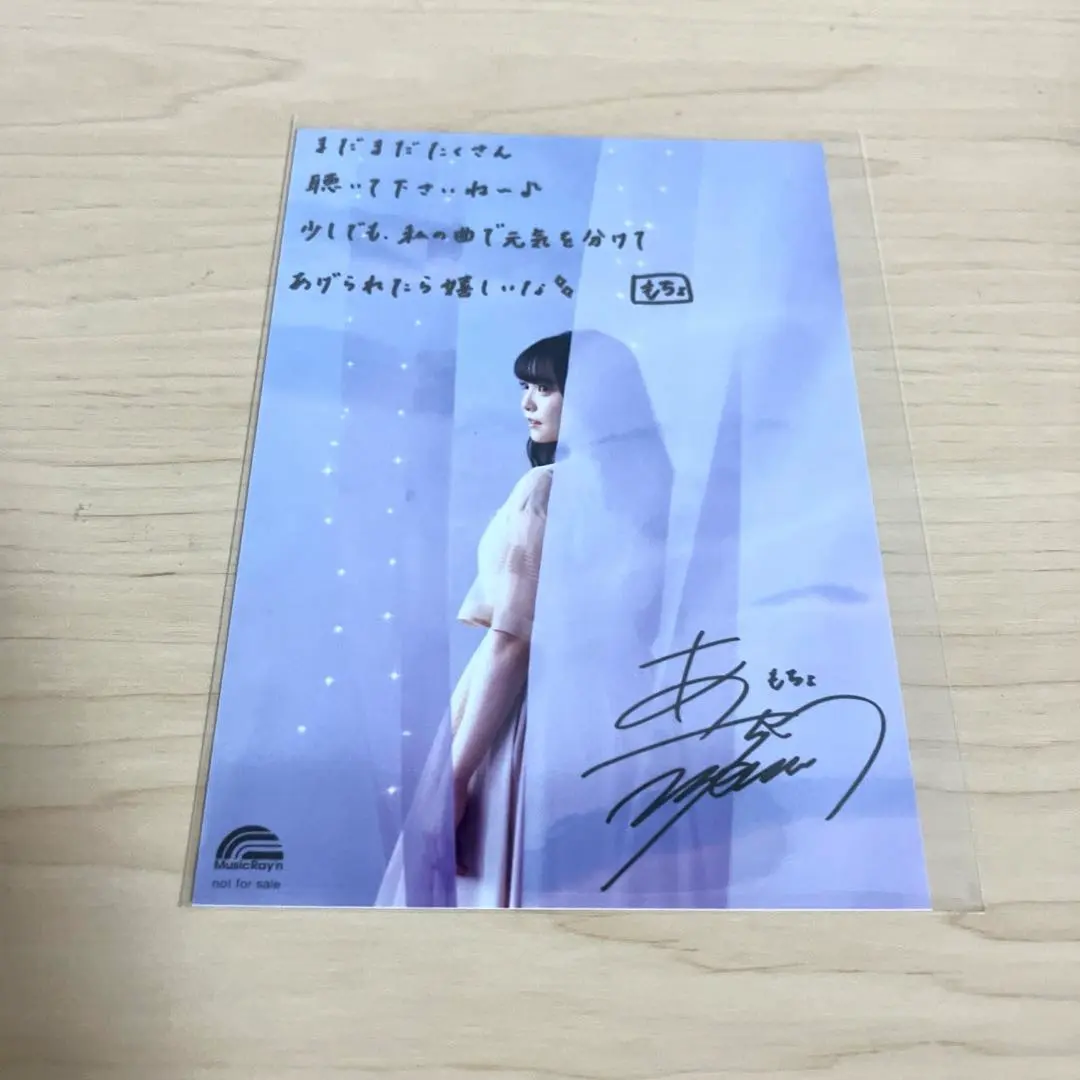 まだまだたくさん
聴いて下さいねー♪
少しでも、私の曲で元気を分けて
あげられたら嬉しいな
もちょ
もちょ
MusicRay'n
not for sale